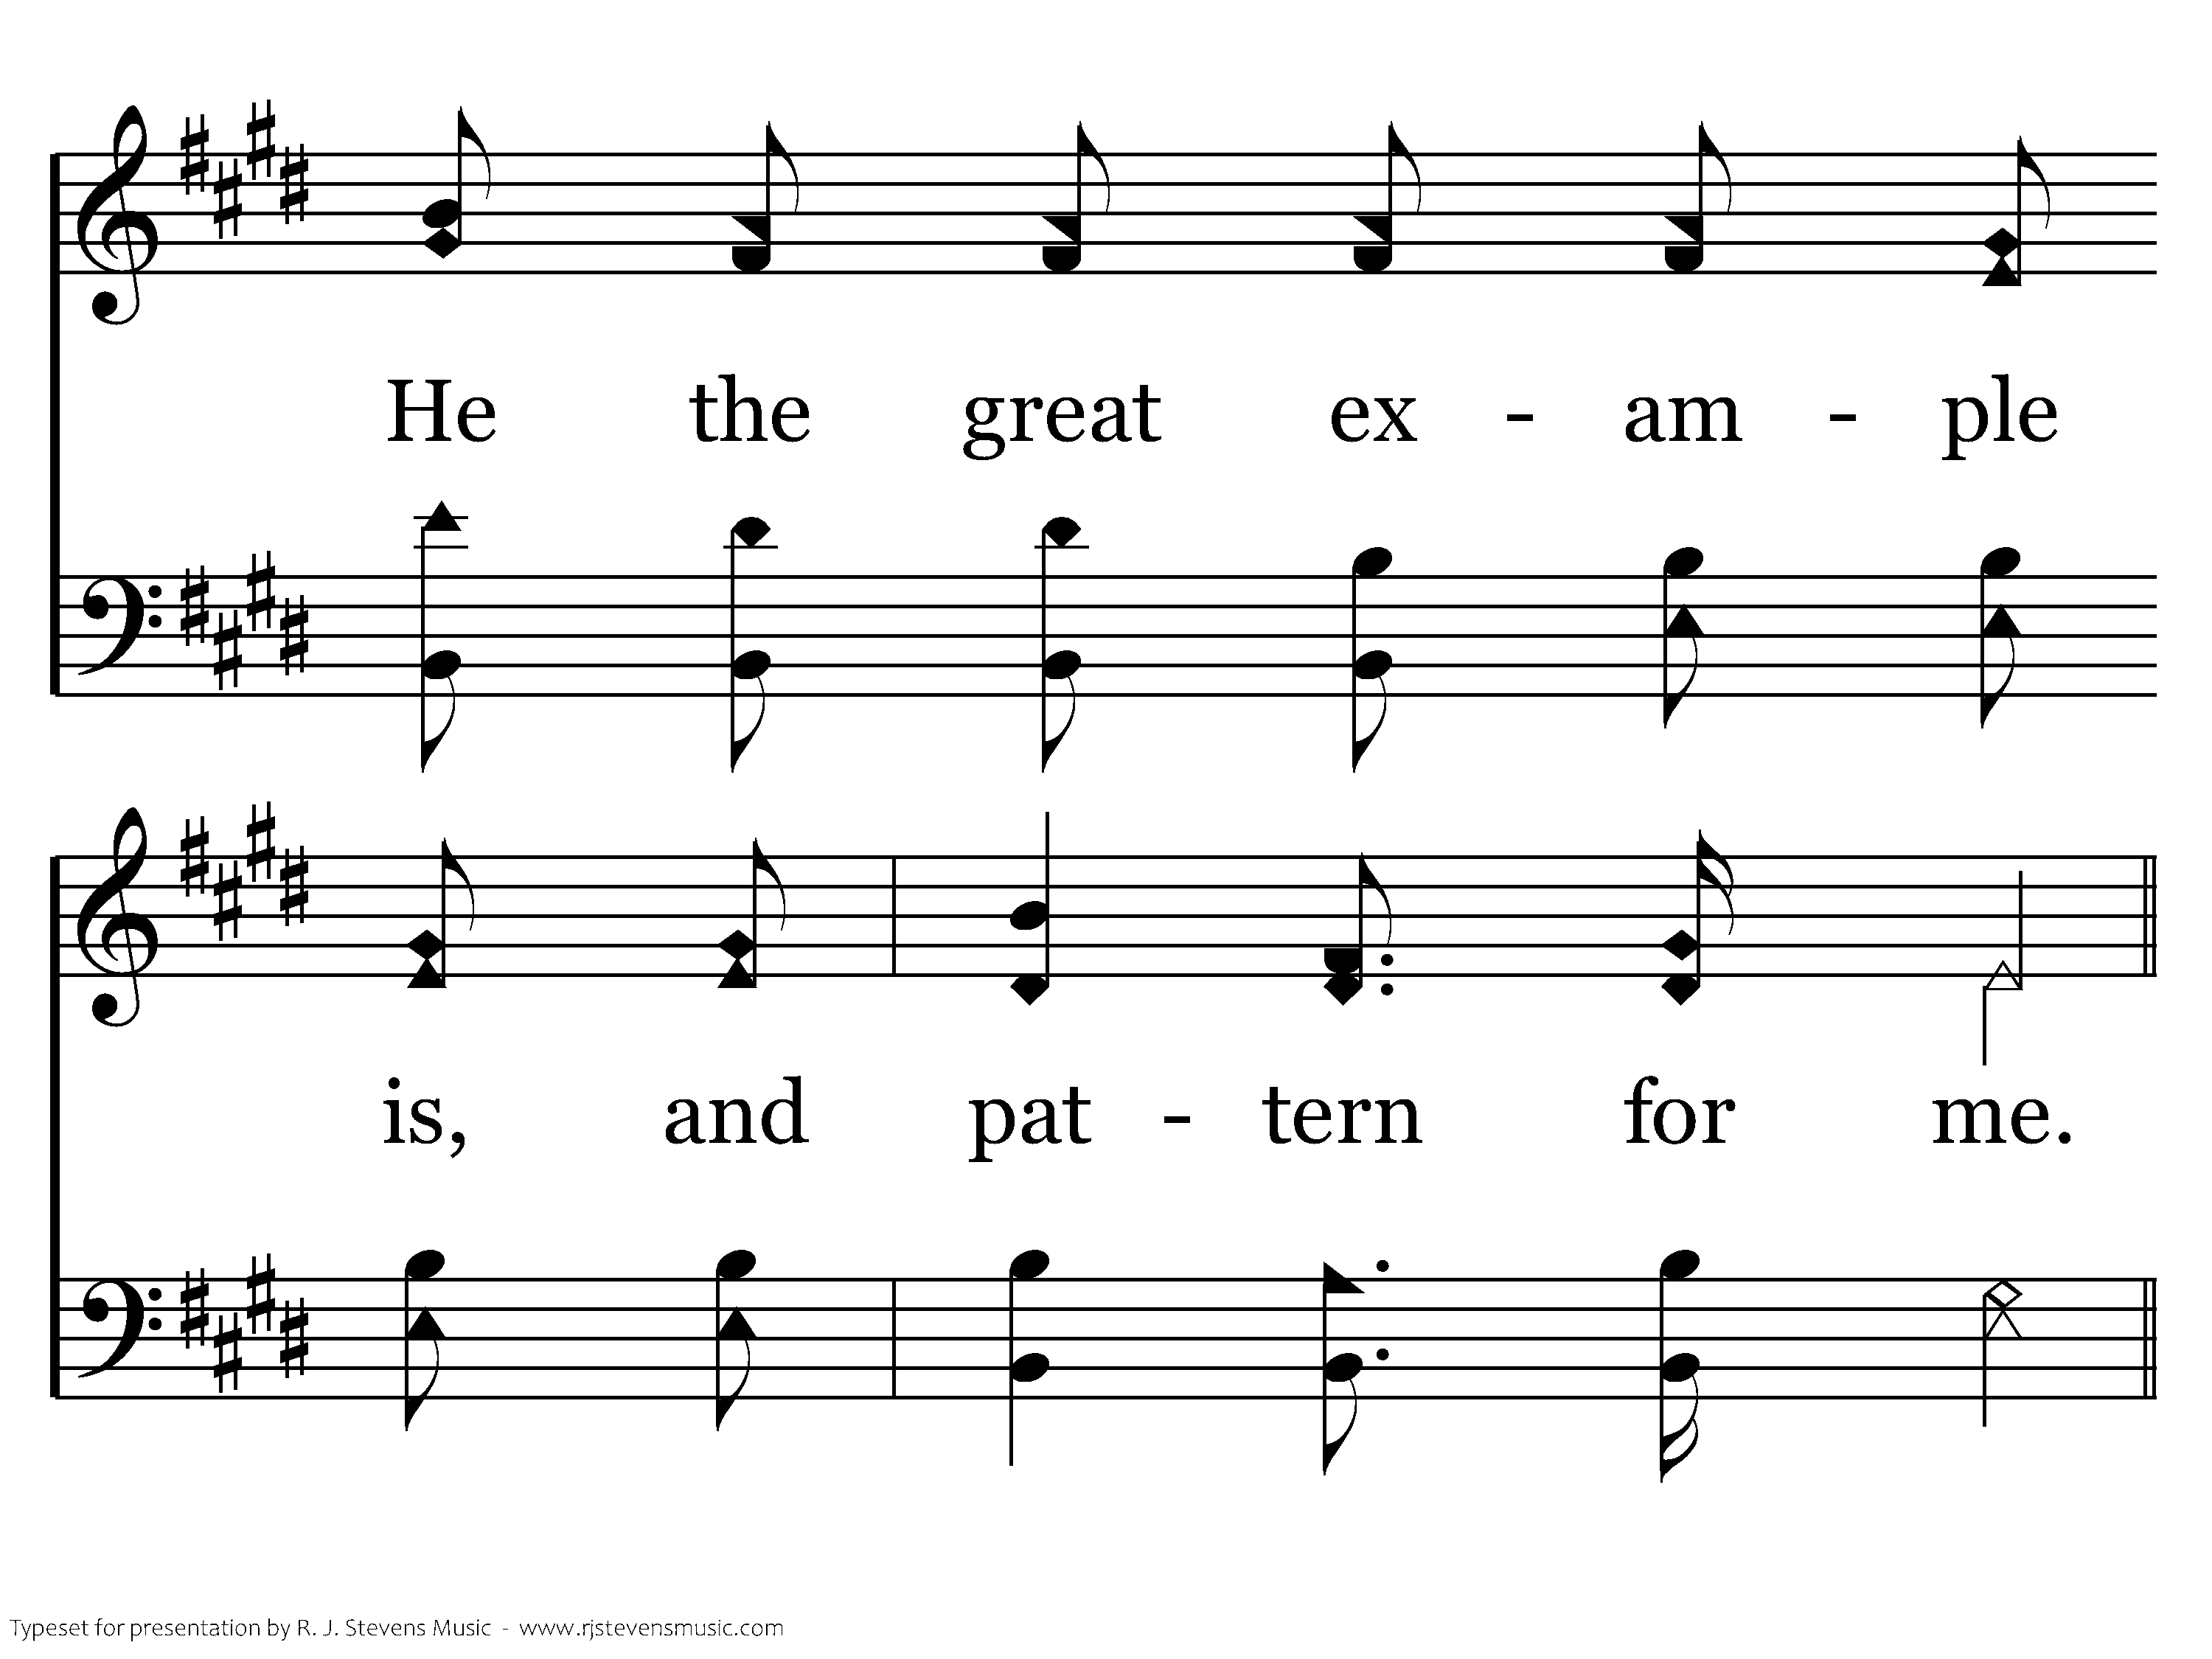 He the great ex - am - ple
is, and pat - tern for me.
Typeset for presentation by R. J. Stevens Music - www.rjstevensmusic.com